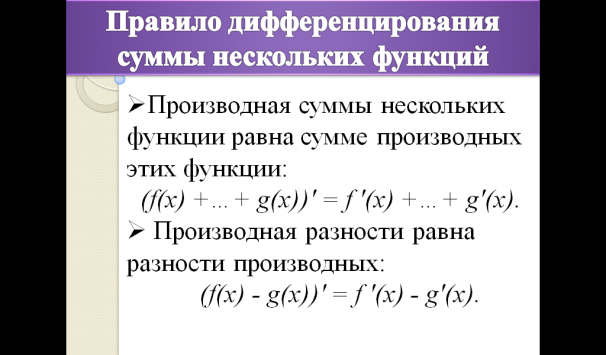 Правило дифференцирования
суммы нескольких функций
➢Производная суммы нескольких
функции равна сумме производных
этих функции:
(f(x) +…+ g(x))′ = f ′(x) +…+ g′(x).
➢ Производная разности равна
разности производных:
(f(x) - g(x))′ = f ′(x) - g′(x).